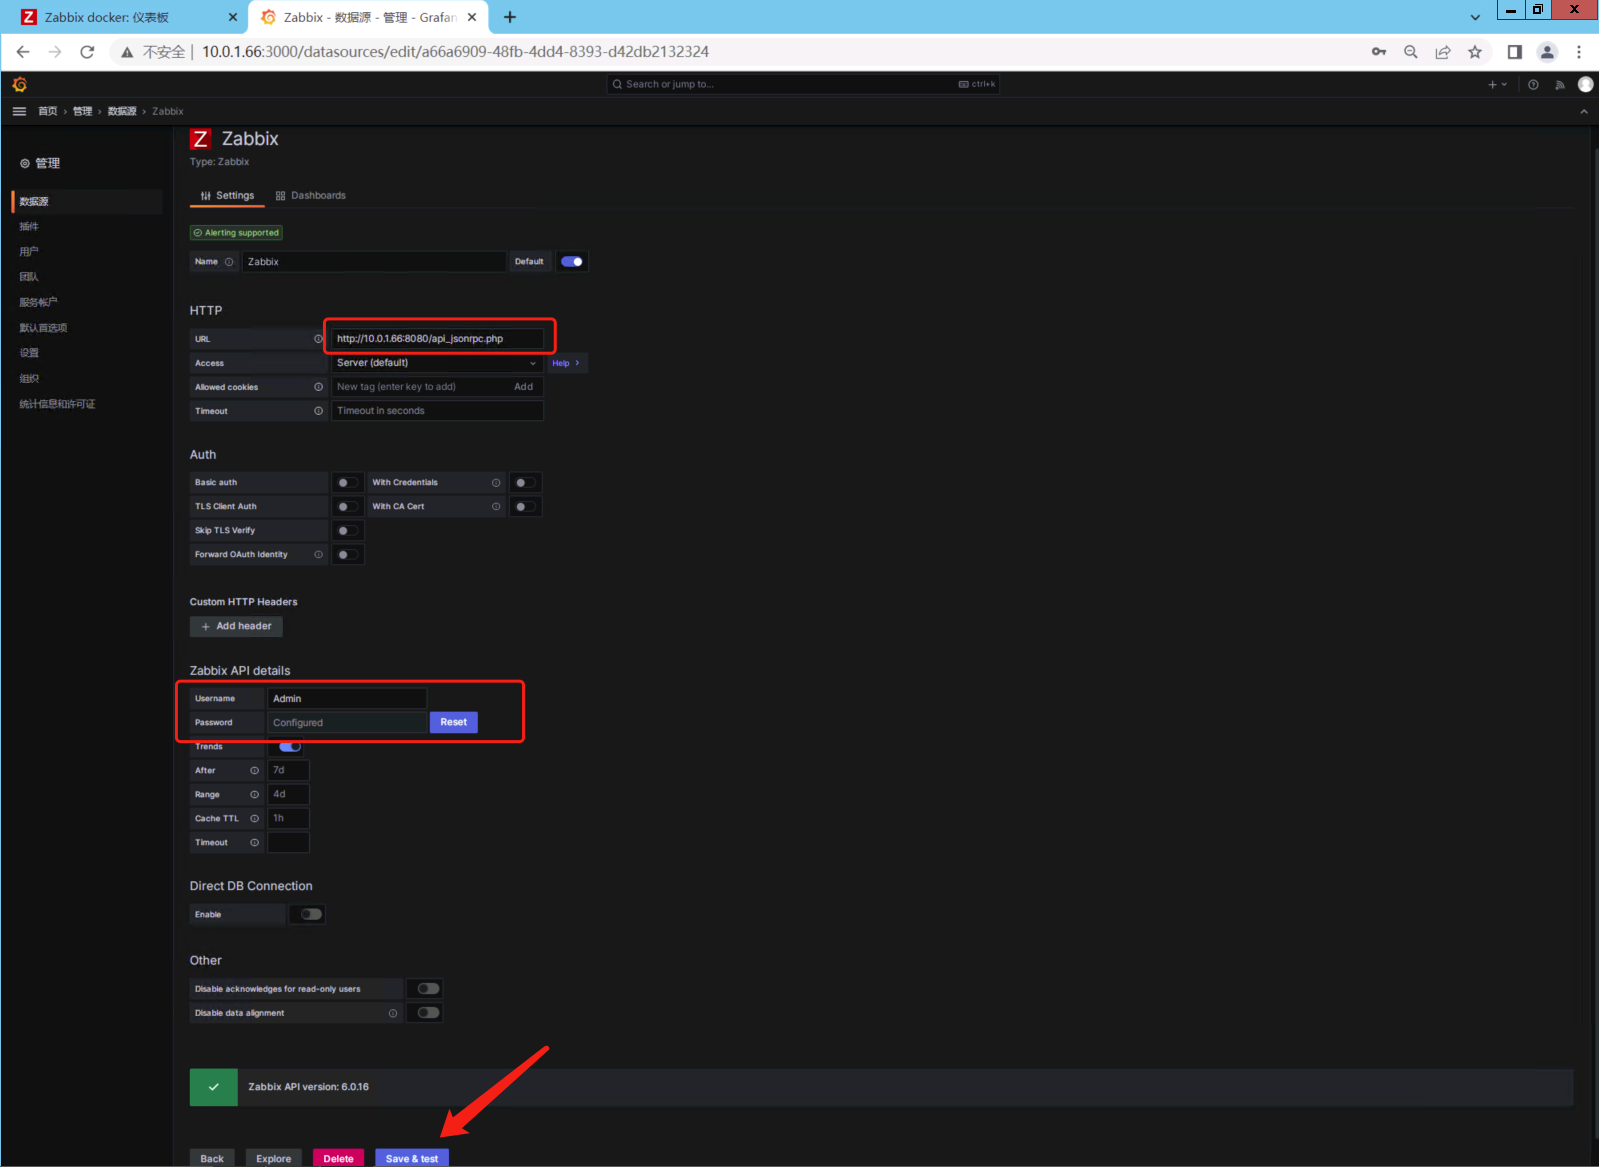 Zabbix docker: 仪表板
Zabbix - 数据源 - 管理 - Grafan
不安全 | 10.0.1.66:3000/datasources/edit/a66a6909-48fb-4dd4-8393-d42db2132324
Search or jump to...
ctrl+k
首页 › 管理 › 数据源 › Zabbix
管理
数据源
插件
用户
团队
服务帐户
默认首选项
设置
组织
统计信息和许可证
Z Zabbix
Type: Zabbix
Settings
Dashboards
Alerting supported
Name Zabbix Default
HTTP
URL http://10.0.1.66:8080/api_jsonrpc.php
Access Server (default) Help ›
Allowed cookies New tag (enter key to add) Add
Timeout Timeout in seconds
Auth
Basic auth With Credentials
TLS Client Auth With CA Cert
Skip TLS Verify
Forward OAuth Identity
Custom HTTP Headers
+ Add header
Zabbix API details
Username Admin
Password Configured Reset
Trends
After 7d
Range 4d
Cache TTL 1h
Timeout
Direct DB Connection
Enable
Other
Disable acknowledges for read-only users
Disable data alignment
Zabbix API version: 6.0.16
Back Explore Delete Save & test